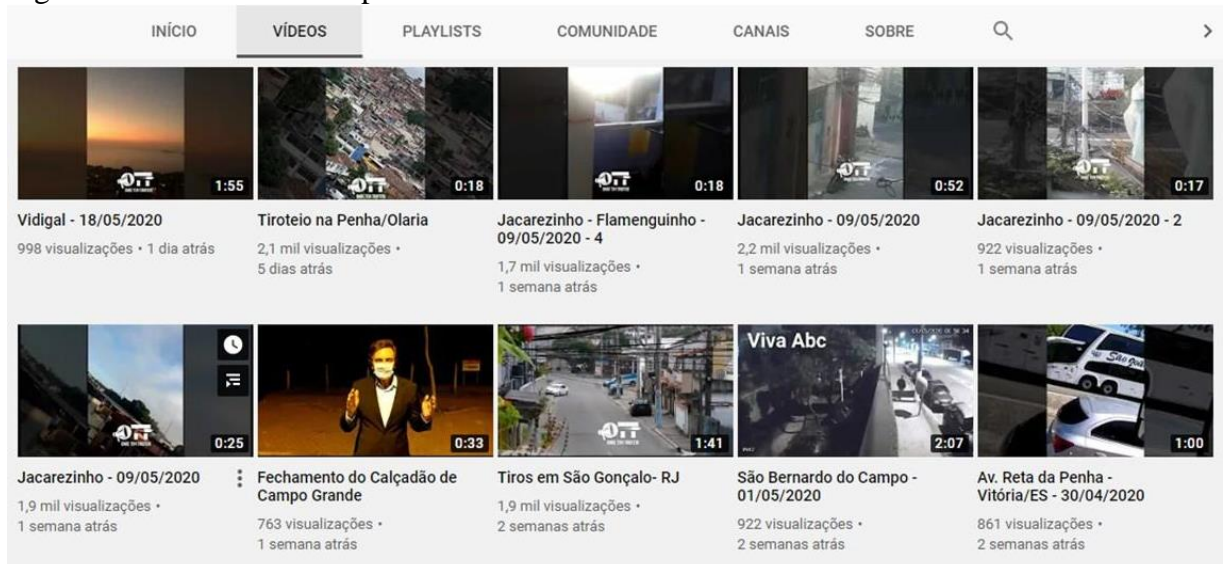 INÍCIO VÍDEOS PLAYLISTS COMUNIDADE CANAIS SOBRE
1:55 0:18 0:18 0:52 0:17
Vidigal - 18/05/2020
998 visualizações • 1 dia atrás
Tiroteio na Penha/Olaria
2,1 mil visualizações •
5 dias atrás
Jacarezinho - Flamenguinho -
09/05/2020 - 4
1,7 mil visualizações •
1 semana atrás
Jacarezinho - 09/05/2020
2,2 mil visualizações •
1 semana atrás
Jacarezinho - 09/05/2020 - 2
922 visualizações •
1 semana atrás
Viva Abc
0:25 0:33 1:41 2:07 1:00
Jacarezinho - 09/05/2020
1,9 mil visualizações •
1 semana atrás
Fechamento do Calçadão de
Campo Grande
763 visualizações •
1 semana atrás
Tiros em São Gonçalo- RJ
1,9 mil visualizações •
2 semanas atrás
São Bernardo do Campo -
01/05/2020
922 visualizações •
2 semanas atrás
Av. Reta da Penha -
Vitória/ES - 30/04/2020
861 visualizações •
2 semanas atrás